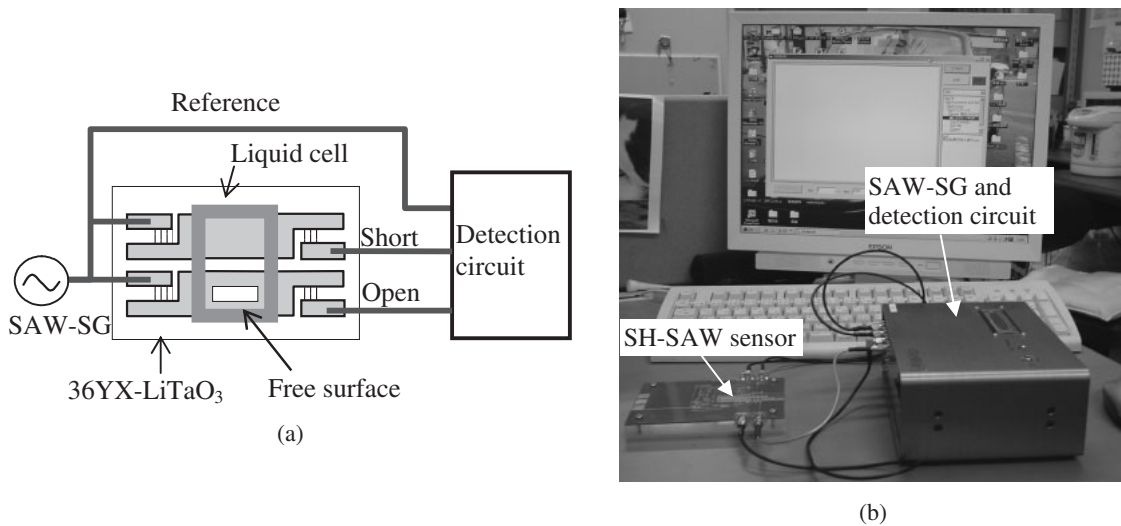 Reference
Liquid cell
Short
Detection
circuit
Open
SAW-SG
36YX-LiTaO₃
Free surface
(a)
SAW-SG and
detection circuit
EPSON
SH-SAW sensor
(b)